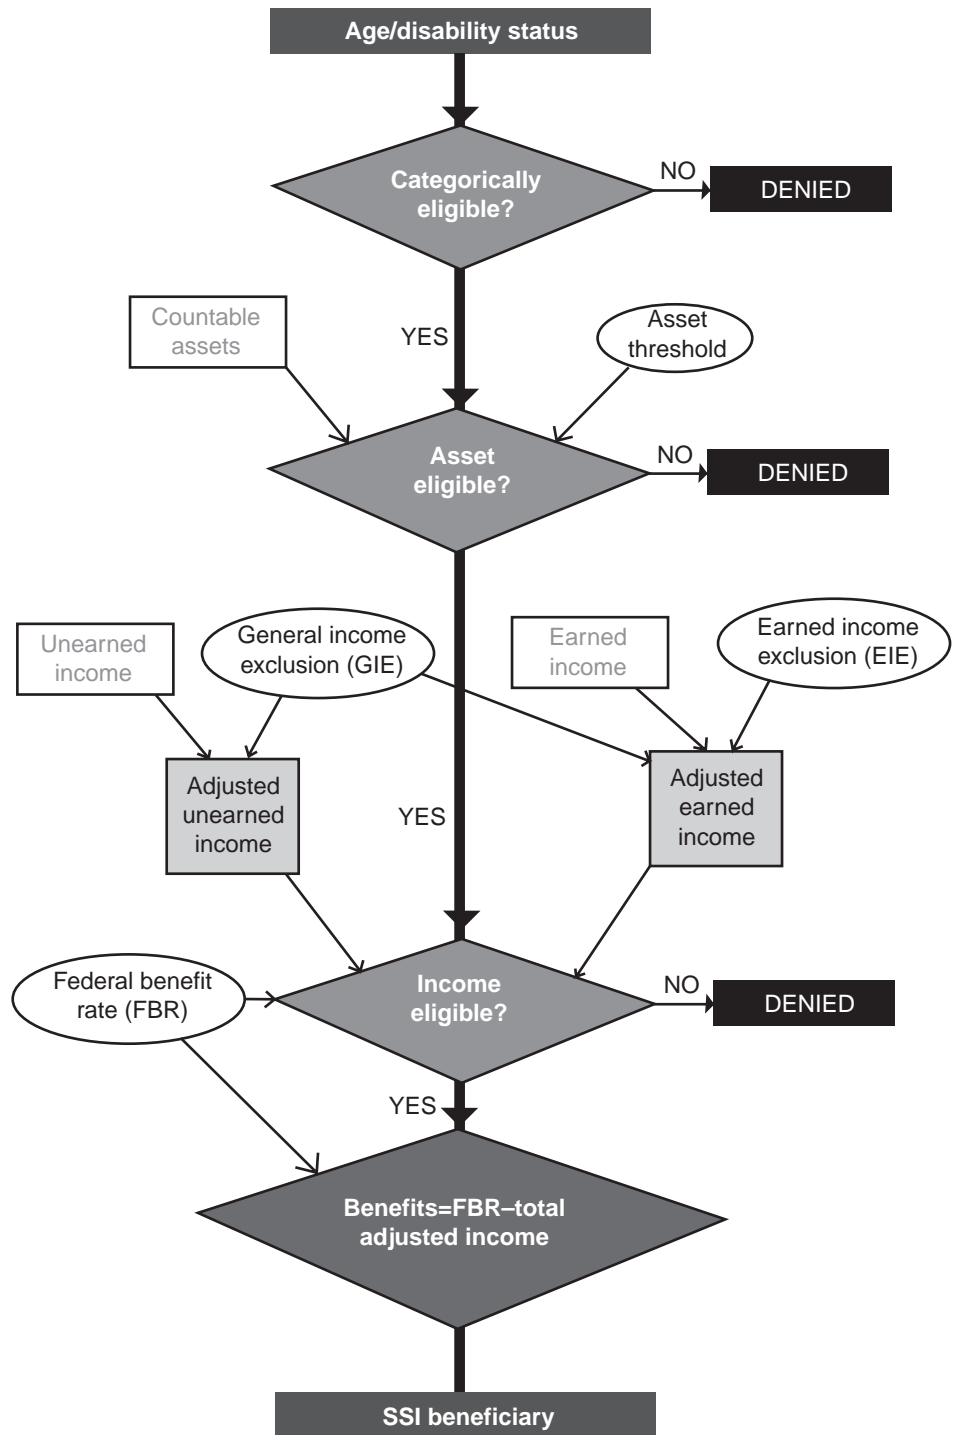 Age/disability status
Categorically
eligible?
NO
DENIED
Countable
assets
YES
Asset
threshold
Asset
eligible?
NO
DENIED
Unearned
income
General income
exclusion (GIE)
Earned
income
Earned income
exclusion (EIE)
Adjusted
unearned
income
YES
Adjusted
earned
income
Federal benefit
rate (FBR)
Income
eligible?
NO
DENIED
YES
Benefits=FBR–total
adjusted income
SSI beneficiary